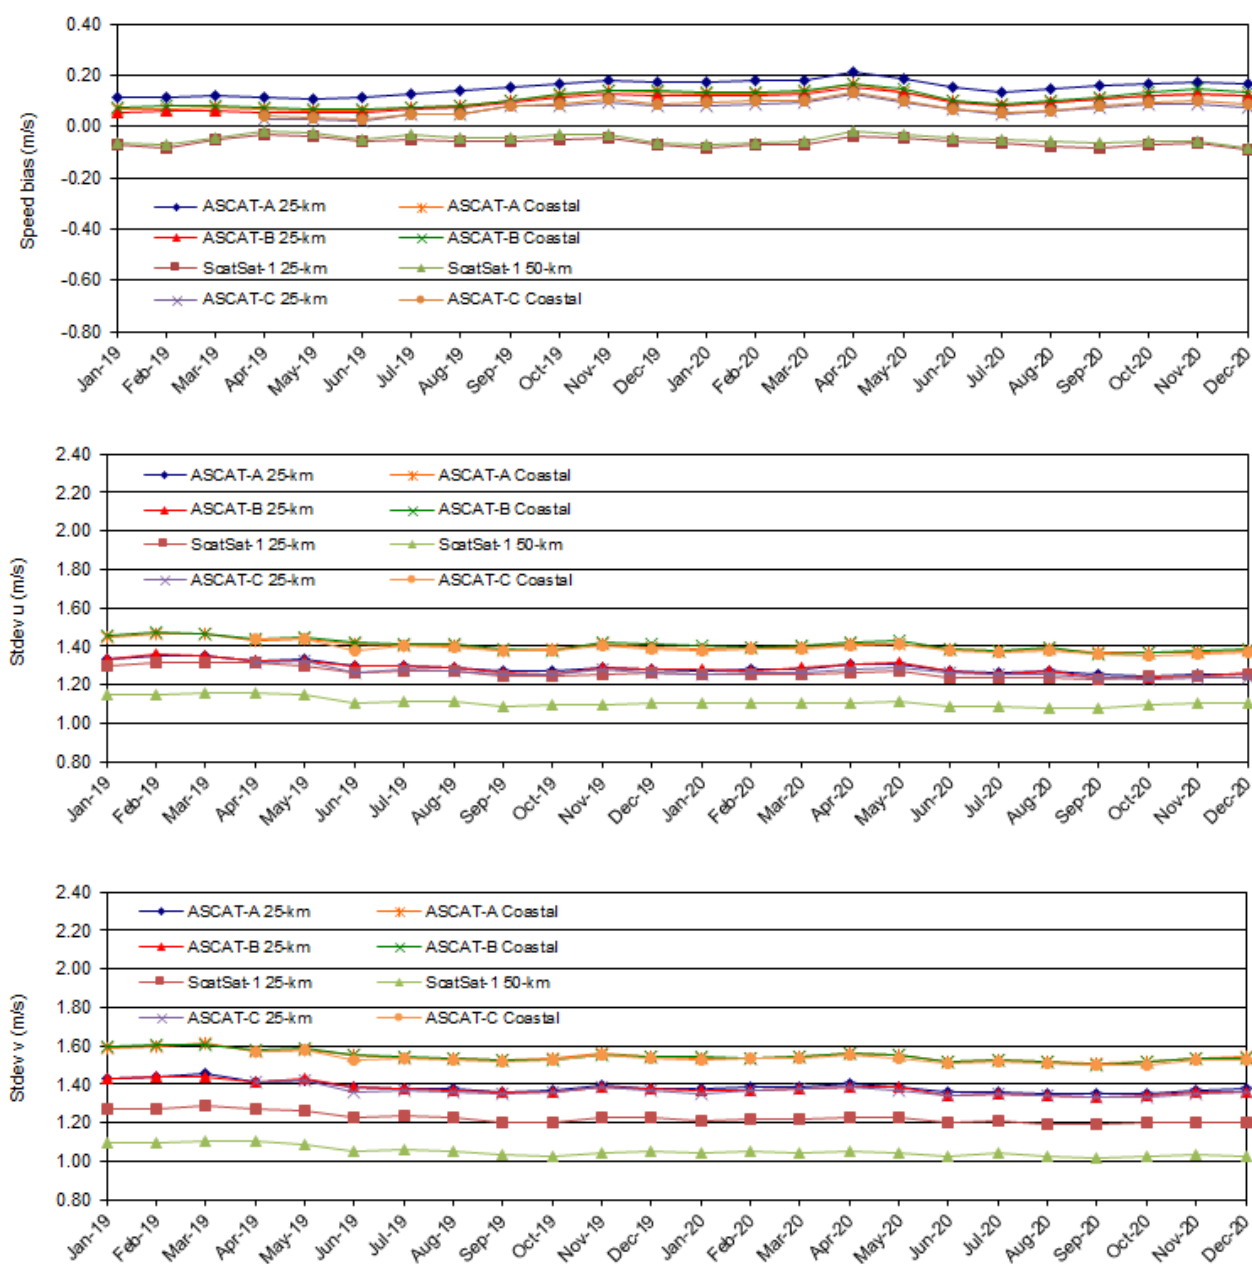 0.40
0.20
0.00
-0.20
-0.40
-0.60
-0.80
Speed bias (m/s)
ASCAT-A 25-km ASCAT-A Coastal
ASCAT-B 25-km ASCAT-B Coastal
ScatSat-1 25-km ScatSat-1 50-km
ASCAT-C 25-km ASCAT-C Coastal
Jan-19 Feb-19 Mar-19 Apr-19 May-19 Jun-19 Jul-19 Aug-19 Sep-19 Oct-19 Nov-19 Dec-19 Jan-20 Feb-20 Mar-20 Apr-20 May-20 Jun-20 Jul-20 Aug-20 Sep-20 Oct-20 Nov-20 Dec-20
2.40
2.20
2.00
1.80
1.60
1.40
1.20
1.00
0.80
Stdev u (m/s)
ASCAT-A 25-km ASCAT-A Coastal
ASCAT-B 25-km ASCAT-B Coastal
ScatSat-1 25-km ScatSat-1 50-km
ASCAT-C 25-km ASCAT-C Coastal
Jan-19 Feb-19 Mar-19 Apr-19 May-19 Jun-19 Jul-19 Aug-19 Sep-19 Oct-19 Nov-19 Dec-19 Jan-20 Feb-20 Mar-20 Apr-20 May-20 Jun-20 Jul-20 Aug-20 Sep-20 Oct-20 Nov-20 Dec-20
2.40
2.20
2.00
1.80
1.60
1.40
1.20
1.00
0.80
Stdev v (m/s)
ASCAT-A 25-km ASCAT-A Coastal
ASCAT-B 25-km ASCAT-B Coastal
ScatSat-1 25-km ScatSat-1 50-km
ASCAT-C 25-km ASCAT-C Coastal
Jan-19 Feb-19 Mar-19 Apr-19 May-19 Jun-19 Jul-19 Aug-19 Sep-19 Oct-19 Nov-19 Dec-19 Jan-20 Feb-20 Mar-20 Apr-20 May-20 Jun-20 Jul-20 Aug-20 Sep-20 Oct-20 Nov-20 Dec-20